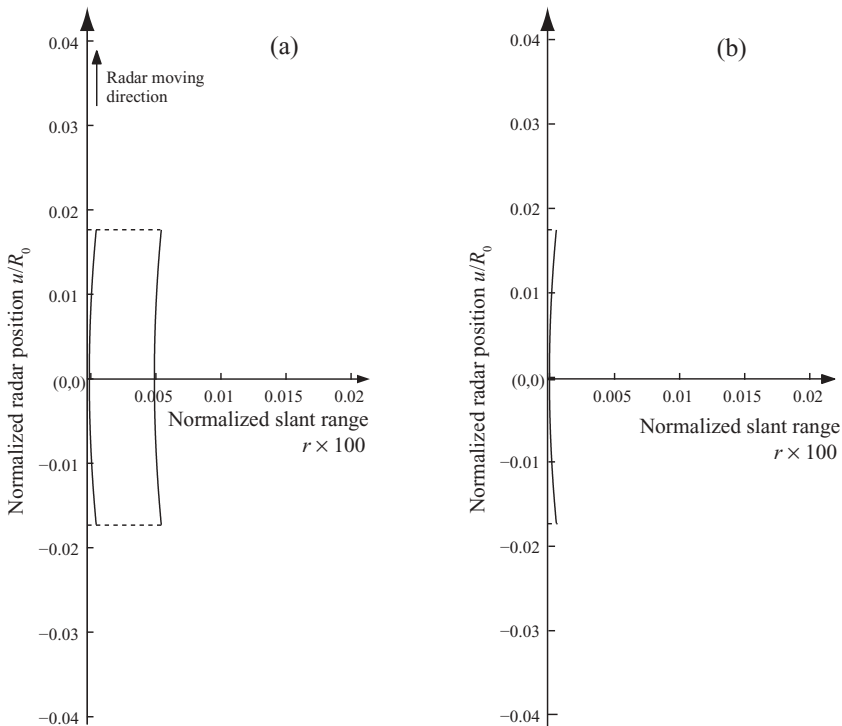 (a)
Radar moving
direction
Normalized radar position u/R₀
0.04
0.03
0.02
0.01
(0,0)
−0.01
−0.02
−0.03
−0.04
0.005
0.01
0.015
0.02
Normalized slant range
r × 100
(b)
Normalized radar position u/R₀
0.04
0.03
0.02
0.01
(0,0)
−0.01
−0.02
−0.03
−0.04
0.005
0.01
0.015
0.02
Normalized slant range
r × 100